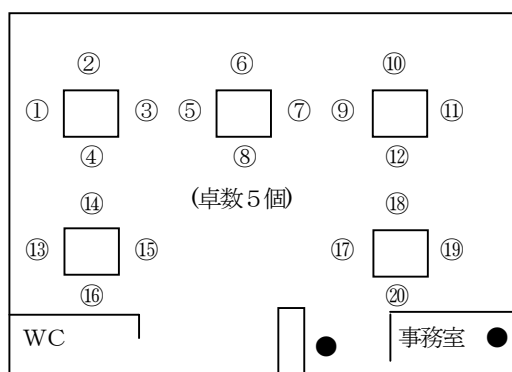 ② ⑥ ⑩
① ③ ⑤ ⑦ ⑨ ⑪
④ ⑧ ⑫
(卓数５個)
⑭ ⑱
⑬ ⑮ ⑰ ⑲
⑯ ⑳
ＷＣ 事務室